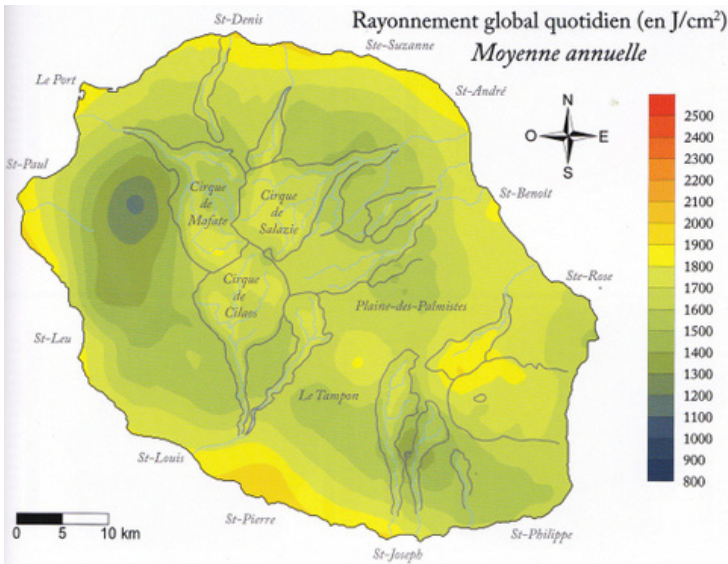 Rayonnement global quotidien (en J/cm²)
Moyenne annuelle
St-Denis
Ste-Suzanne
Le Port
St-André
N
O
E
S
St-Paul
St-Benoit
Cirque
de
Mafate
Cirque
de
Salazie
Cirque
de
Cilaos
Plaine-des-Palmistes
Ste-Rose
St-Leu
Le Tampon
St-Louis
St-Pierre
St-Joseph
St-Philippe
0 5 10 km
2500
2400
2300
2200
2100
2000
1900
1800
1700
1600
1500
1400
1300
1200
1100
1000
900
800